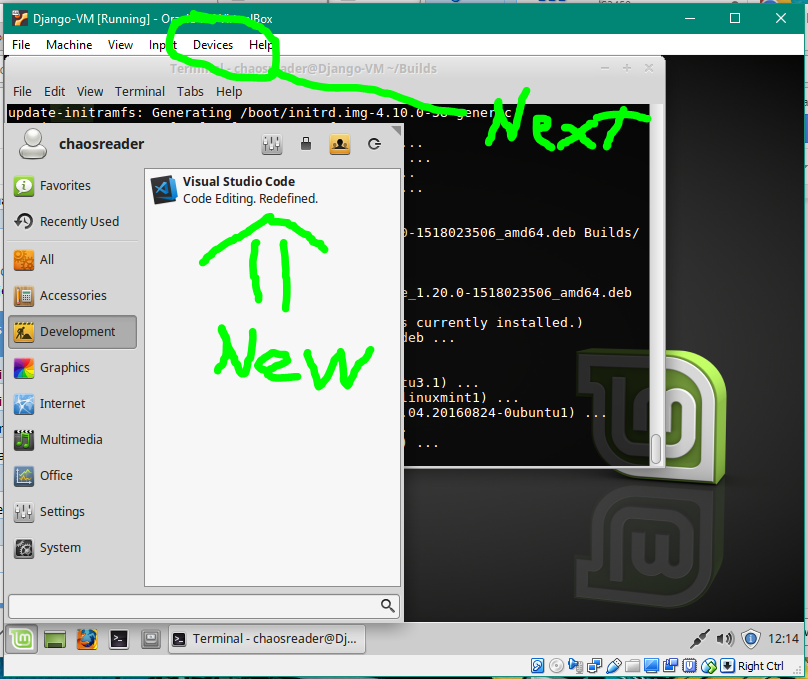 Django-VM [Running] - Ora
Box
File Machine View Input Devices Help
Terminal - chaosreader@Django-VM ~/Builds
File Edit View Terminal Tabs Help
update-initramfs: Generating /boot/initrd.img-4.10.0-38-generic
Next
chaosreader
...
...
..
...
Favorites
Visual Studio Code
Code Editing. Redefined.
Recently Used
0-1518023506_amd64.deb Builds/
All
Accessories
e_1.20.0-1518023506_amd64.deb
s currently installed.)
Development
deb ...
New
Graphics
tu3.1) ...
linuxmint1) ...
Internet
.04.20160824-0ubuntu1) ...
Multimedia
) ...
Office
Settings
System
Terminal - chaosreader@Dj...
12:14
Right Ctrl